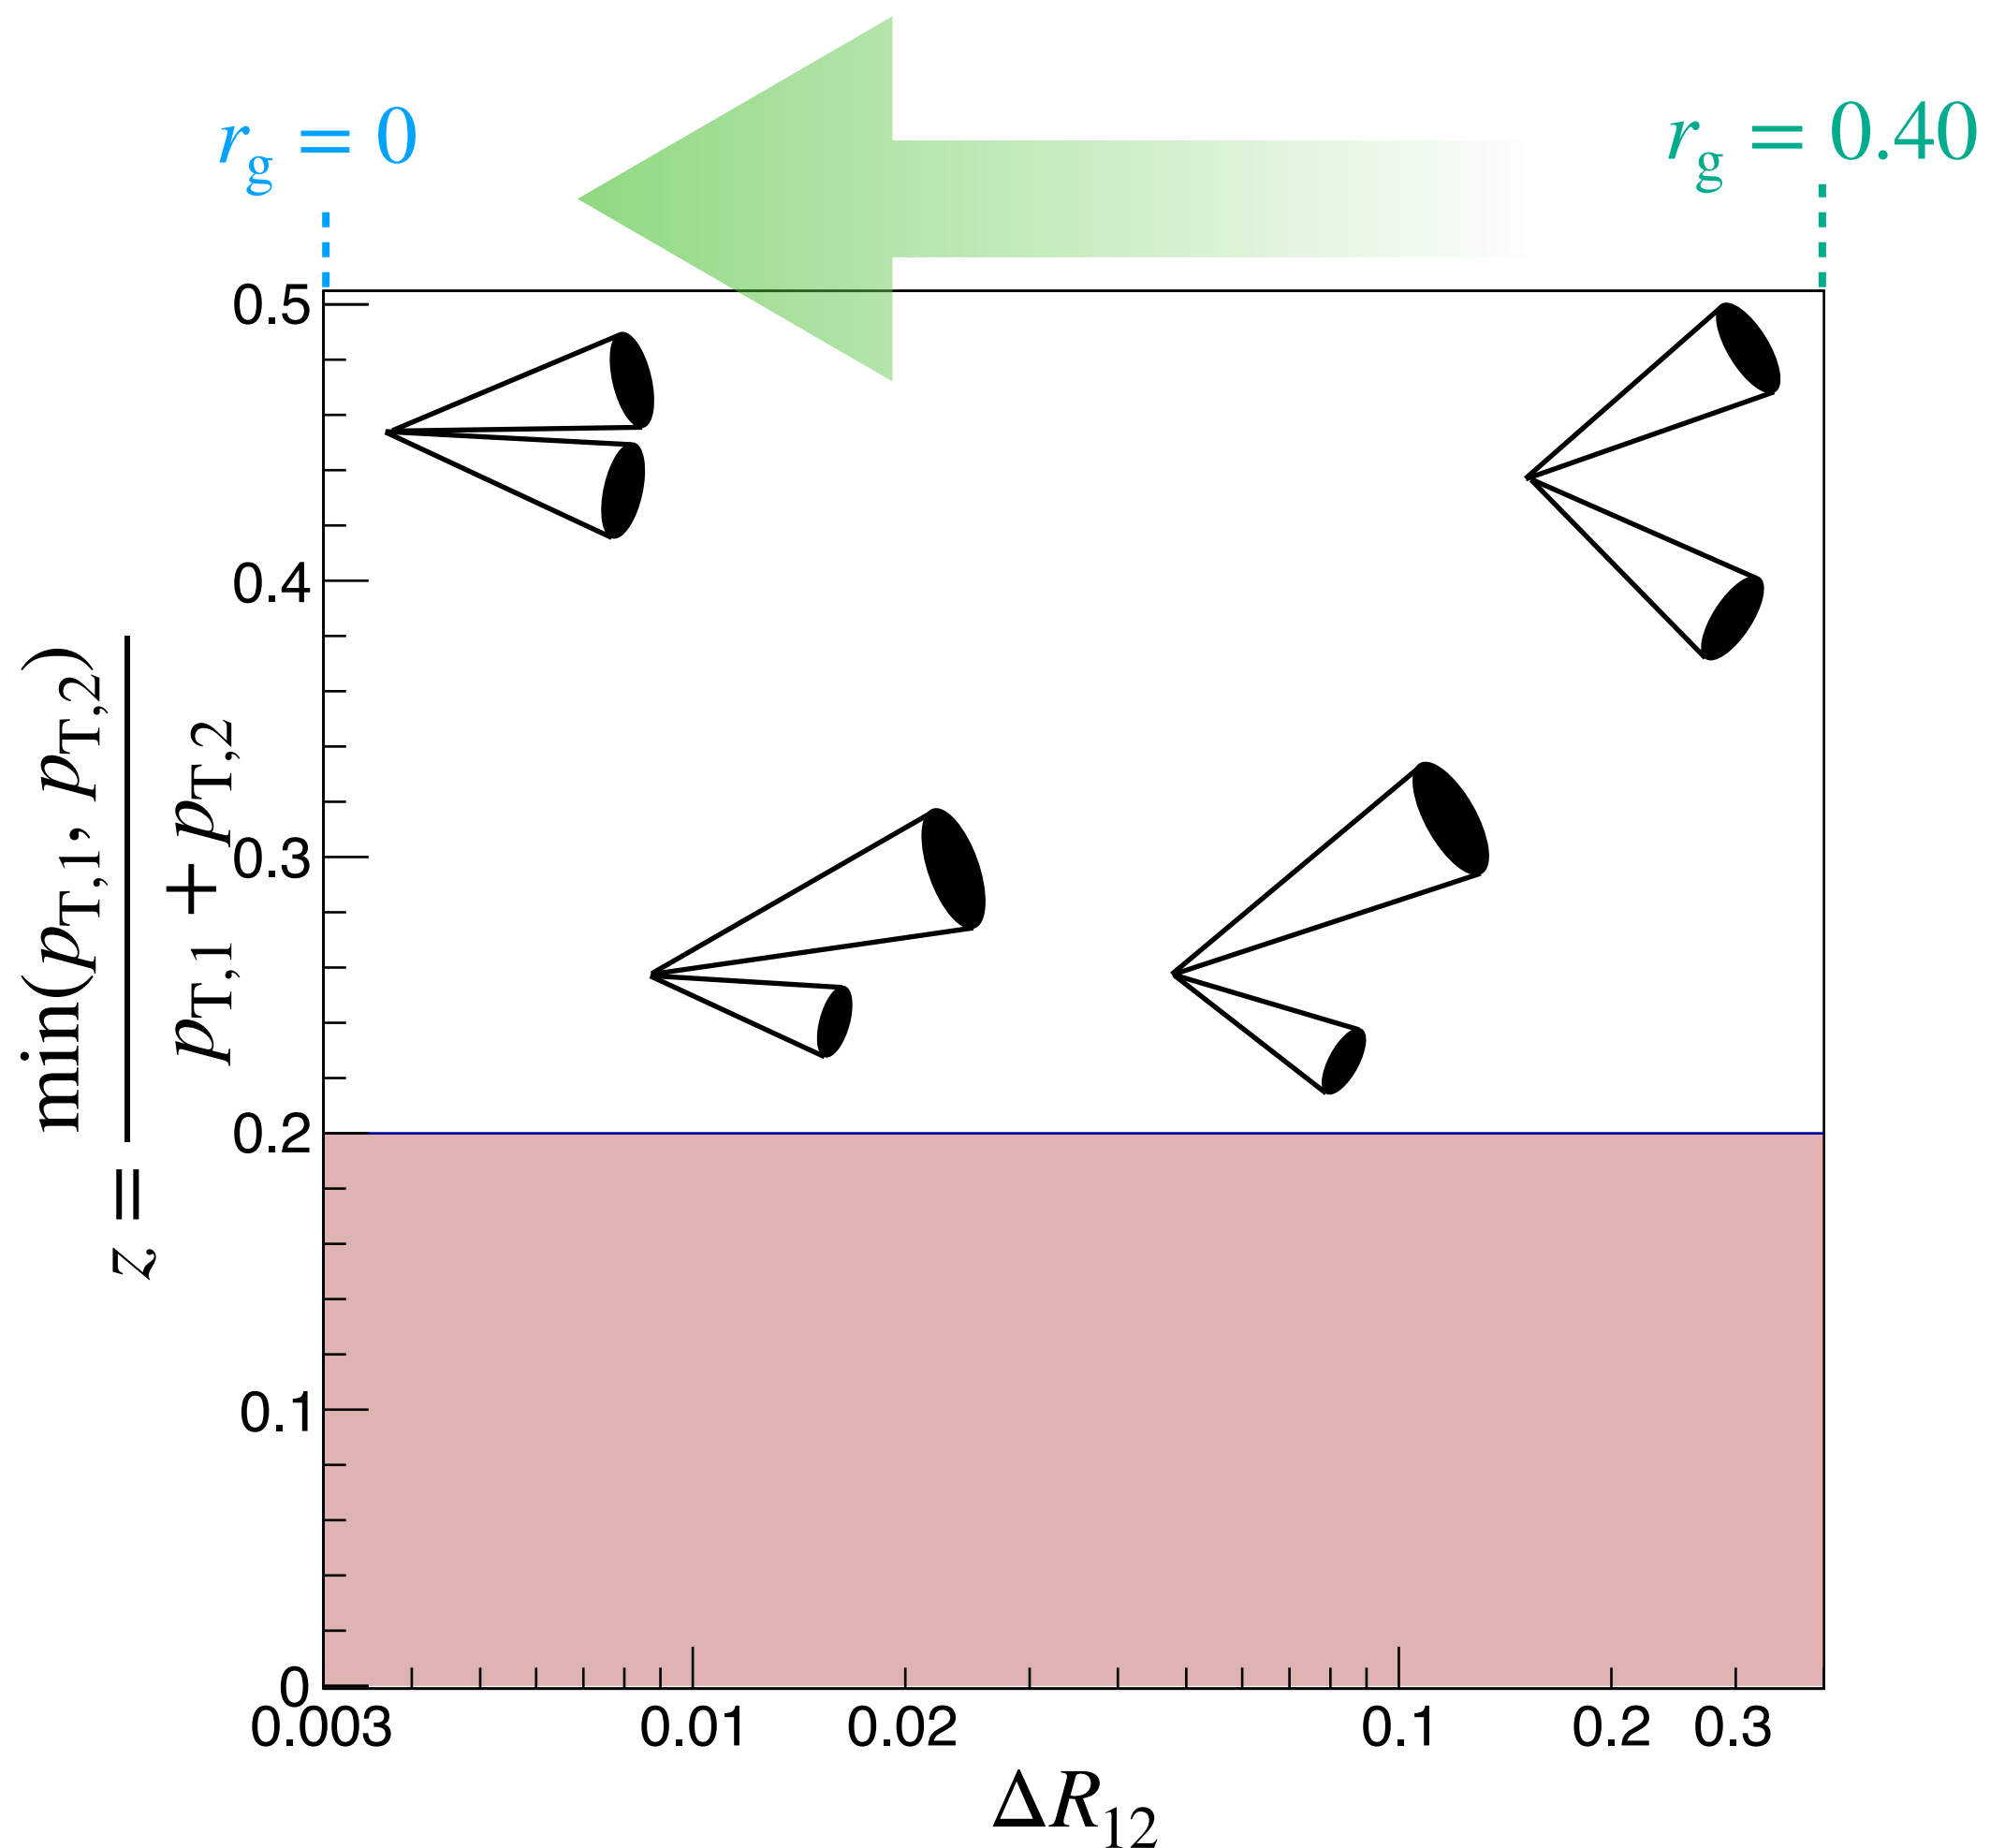 r_g = 0
r_g = 0.40
z = min(p_T,1, p_T,2)
p_T,1 + p_T,2
0.5
0.4
0.3
0.2
0.1
0
0.003 0.01 0.02 0.1 0.2 0.3
ΔR_12